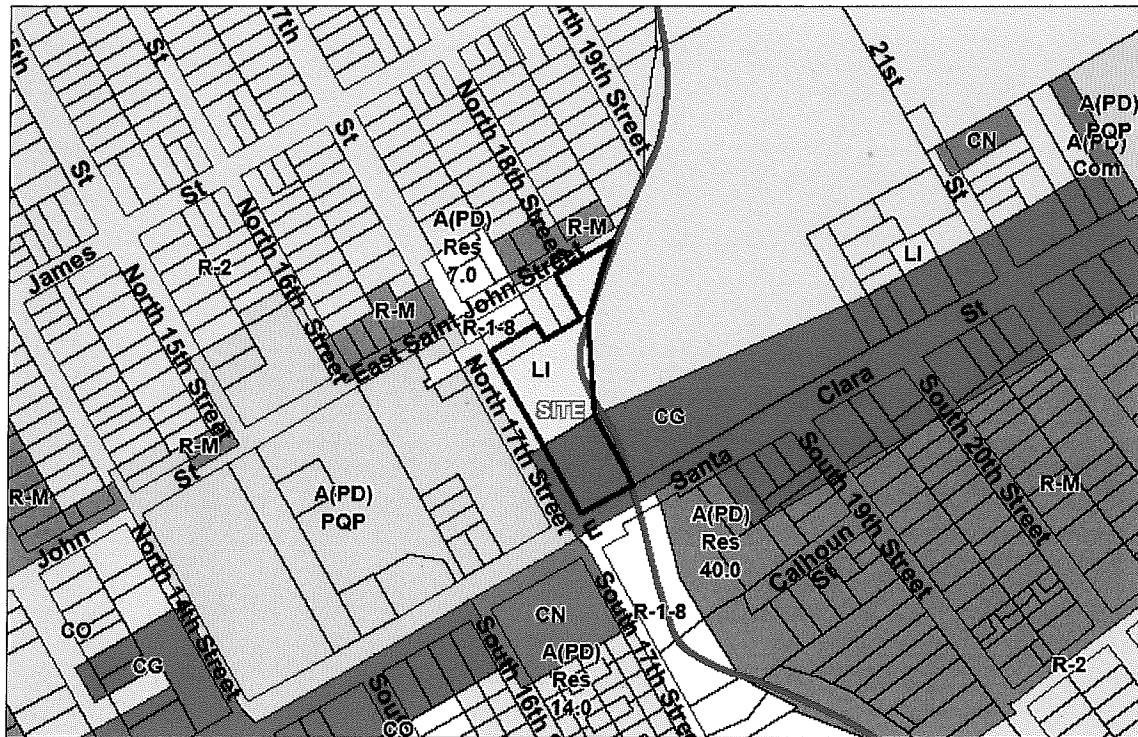 5th
St
7th
North 19th Street
21st
A(PD)
PQP
A(PD)
Com
CN
St
St
North 18th Street
St
A(PD)
Res
7.0
R-M
LI
James
R-2
North 16th Street
R-M
East Saint John Street
R-1-8
North 15th Street
LI
SITE
North 17th Street
CG
St
Clara
Santa
South 20th Street
South 19th Street
R-M
R-M
St
A(PD)
PQP
R-M
John
North 14th Street
E
A(PD)
Res
40.0
Calhoun
St
CN
South 17th Street
R-1-8
CO
CG
South 16th
A(PD)
Res
14.0
R-2
CO